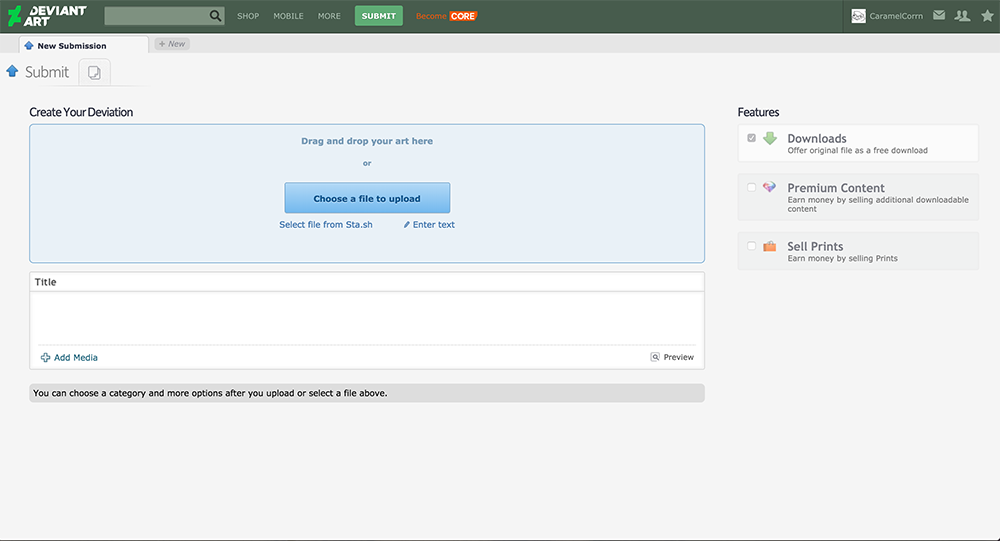 DEVIANT
ART
SHOP MOBILE MORE SUBMIT Become CORE CaramelCorrn
New Submission + New
Submit
Create Your Deviation
Drag and drop your art here
or
Choose a file to upload
Select file from Sta.sh Enter text
Title
Add Media Preview
You can choose a category and more options after you upload or select a file above.
Features
Downloads
Offer original file as a free download
Premium Content
Earn money by selling additional downloadable
content
Sell Prints
Earn money by selling Prints